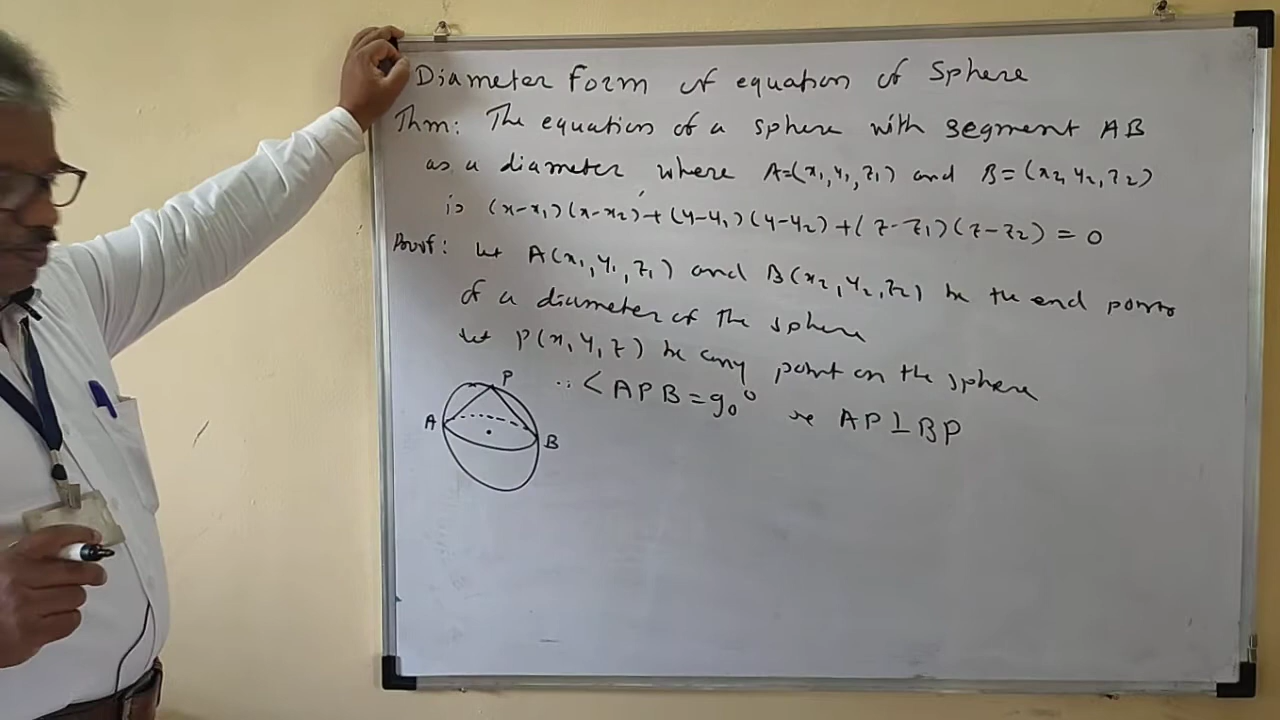 Diameter form of equation of Sphere
Thm: The equation of a sphere with segment AB
as a diameter, where A=(x₁,y₁,z₁) and B=(x₂,y₂,z₂)
is (x-x₁)(x-x₂)+(y-y₁)(y-y₂)+(z-z₁)(z-z₂)=0
Proof: let A(x₁,y₁,z₁) and B(x₂,y₂,z₂) be the end points
of a diameter of the sphere
let P(x,y,z) be any point on the sphere
∴ <APB=90° ie AP⊥BP
P
A
B